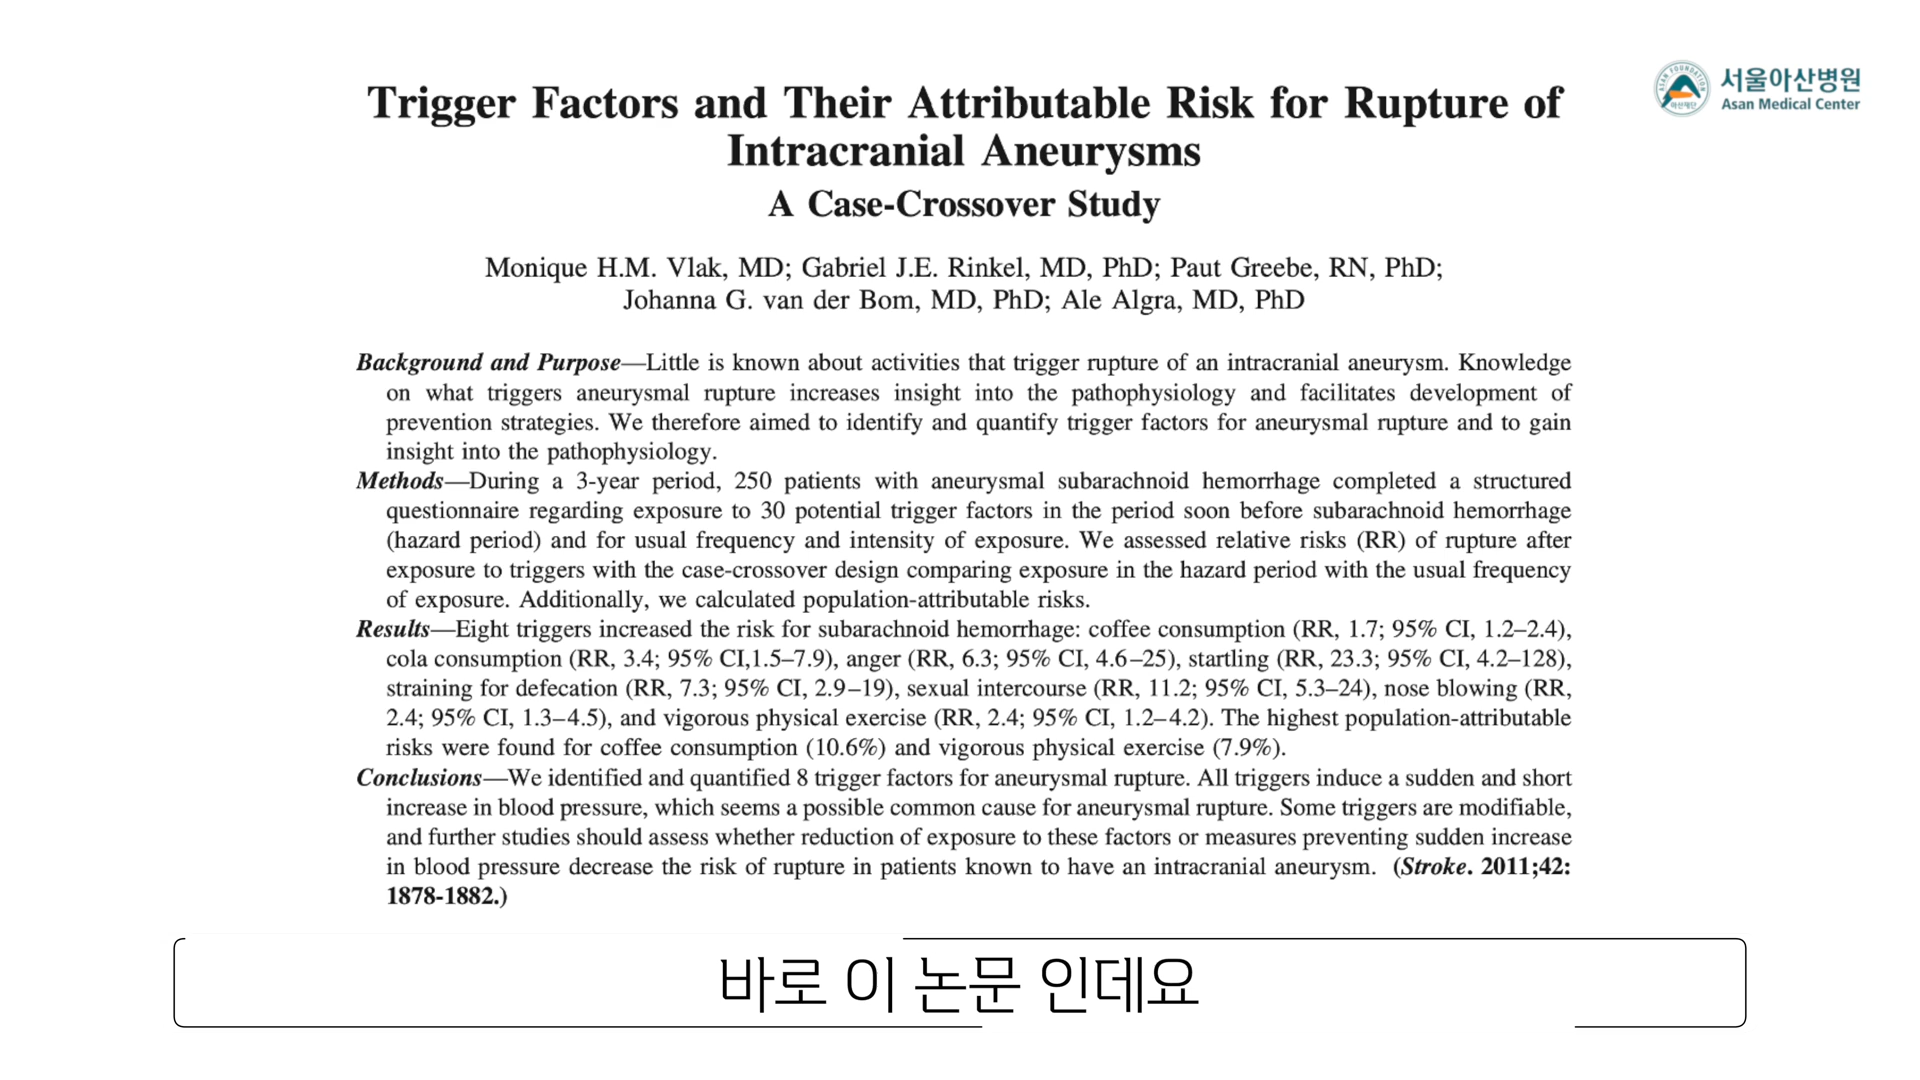 서울아산병원
Asan Medical Center
Trigger Factors and Their Attributable Risk for Rupture of
Intracranial Aneurysms
A Case-Crossover Study
Monique H.M. Vlak, MD; Gabriel J.E. Rinkel, MD, PhD; Paut Greebe, RN, PhD;
Johanna G. van der Bom, MD, PhD; Ale Algra, MD, PhD
Background and Purpose—Little is known about activities that trigger rupture of an intracranial aneurysm. Knowledge
on what triggers aneurysmal rupture increases insight into the pathophysiology and facilitates development of
prevention strategies. We therefore aimed to identify and quantify trigger factors for aneurysmal rupture and to gain
insight into the pathophysiology.
Methods—During a 3-year period, 250 patients with aneurysmal subarachnoid hemorrhage completed a structured
questionnaire regarding exposure to 30 potential trigger factors in the period soon before subarachnoid hemorrhage
(hazard period) and for usual frequency and intensity of exposure. We assessed relative risks (RR) of rupture after
exposure to triggers with the case-crossover design comparing exposure in the hazard period with the usual frequency
of exposure. Additionally, we calculated population-attributable risks.
Results—Eight triggers increased the risk for subarachnoid hemorrhage: coffee consumption (RR, 1.7; 95% CI, 1.2–2.4),
cola consumption (RR, 3.4; 95% CI,1.5–7.9), anger (RR, 6.3; 95% CI, 4.6–25), startling (RR, 23.3; 95% CI, 4.2–128),
straining for defecation (RR, 7.3; 95% CI, 2.9–19), sexual intercourse (RR, 11.2; 95% CI, 5.3–24), nose blowing (RR,
2.4; 95% CI, 1.3–4.5), and vigorous physical exercise (RR, 2.4; 95% CI, 1.2–4.2). The highest population-attributable
risks were found for coffee consumption (10.6%) and vigorous physical exercise (7.9%).
Conclusions—We identified and quantified 8 trigger factors for aneurysmal rupture. All triggers induce a sudden and short
increase in blood pressure, which seems a possible common cause for aneurysmal rupture. Some triggers are modifiable,
and further studies should assess whether reduction of exposure to these factors or measures preventing sudden increase
in blood pressure decrease the risk of rupture in patients known to have an intracranial aneurysm. (Stroke. 2011;42:
1878-1882.)
바로 이 논문 인데요